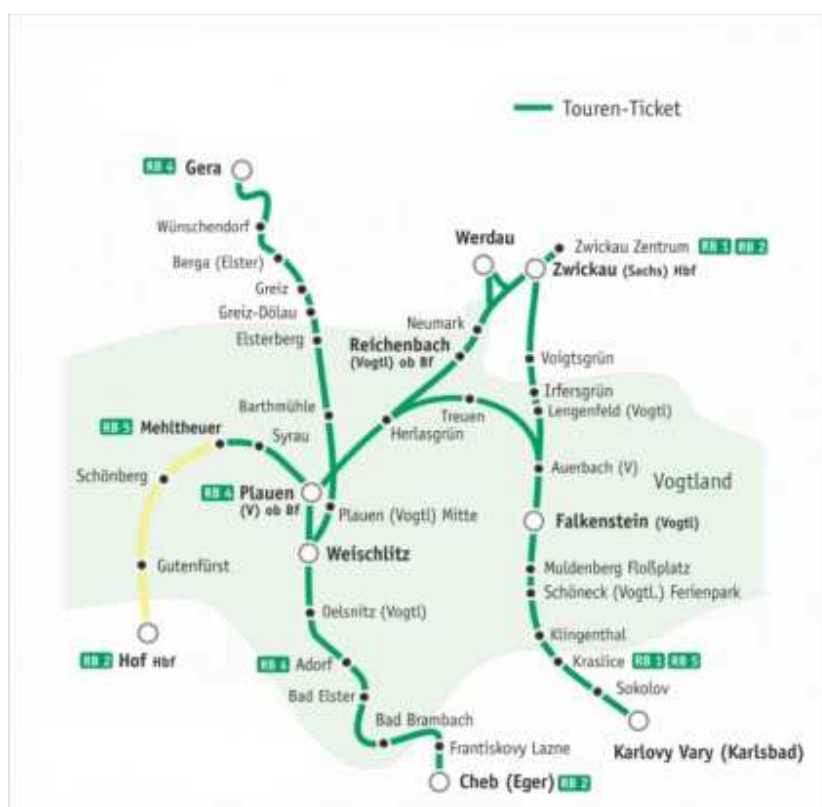 Touren-Ticket
RB 4 Gera
Wünschendorf
Berga (Elster)
Greiz
Greiz-Dölau
Elsterberg
Werdau
Zwickau Zentrum RB 1 RB 2
Zwickau (Sachs) Hbf
Neumark
Reichenbach
(Vogtl) ob Bf
Voigtsgrün
Irfersgrün
Lengenfeld (Vogtl)
Barthmühle
Treuen
Herlasgrün
RB 5 Mehltheuer
Syrau
Schönberg
Auerbach (V)
Vogtland
RB 4 Plauen
(V) ob Bf
Plauen (Vogtl) Mitte
Falkenstein (Vogtl)
Weischlitz
Gutenfürst
Muldenberg Floßplatz
Schöneck (Vogtl.) Ferienpark
Oelsnitz (Vogtl)
Klingenthal
RB 2 Hof Hbf
Adorf
Kraslice RB 1 RB 5
Bad Elster
Sokolov
Bad Brambach
Frantiskovy Lazne
Karlovy Vary (Karlsbad)
Cheb (Eger) RB 2